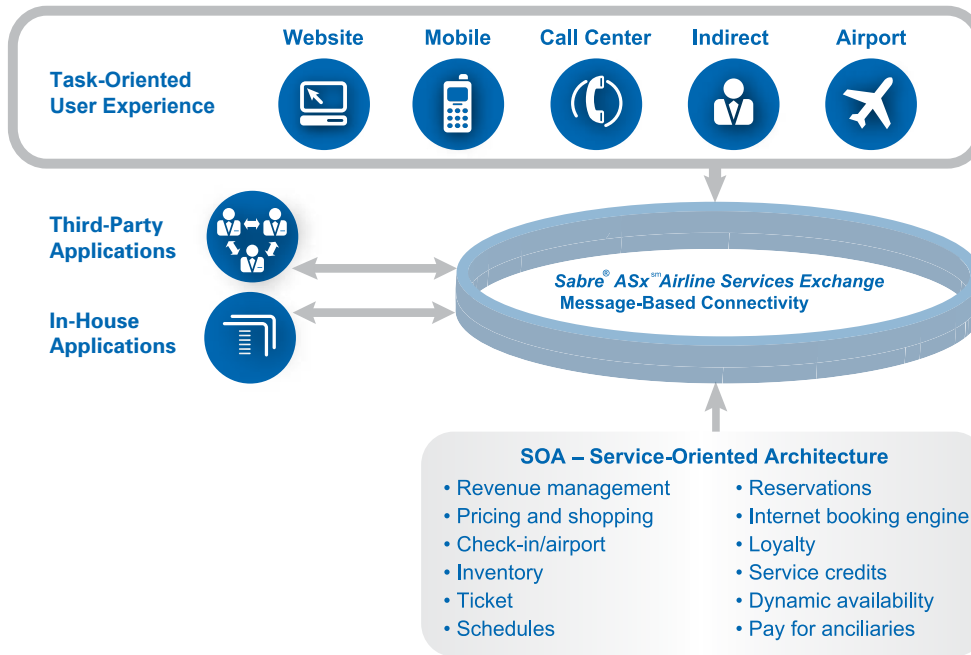 Website
Mobile
Call Center
Indirect
Airport
Task-Oriented
User Experience
Third-Party
Applications
Sabre® ASx℠ Airline Services Exchange
Message-Based Connectivity
In-House
Applications
SOA – Service-Oriented Architecture
• Revenue management
• Pricing and shopping
• Check-in/airport
• Inventory
• Ticket
• Schedules
• Reservations
• Internet booking engine
• Loyalty
• Service credits
• Dynamic availability
• Pay for anciliaries